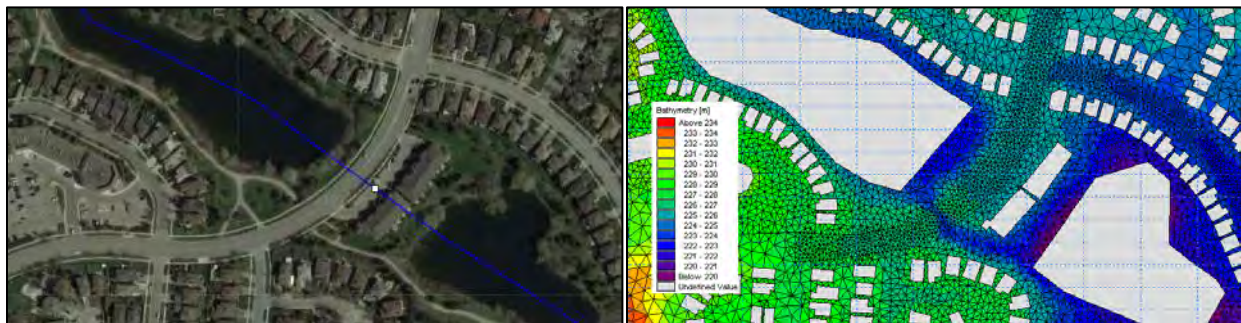 Bathymetry [m]
Above 234
233 - 234
232 - 233
231 - 232
230 - 231
229 - 230
228 - 229
227 - 228
226 - 227
225 - 226
224 - 225
223 - 224
222 - 223
221 - 222
220 - 221
Below 220
Undefined Value